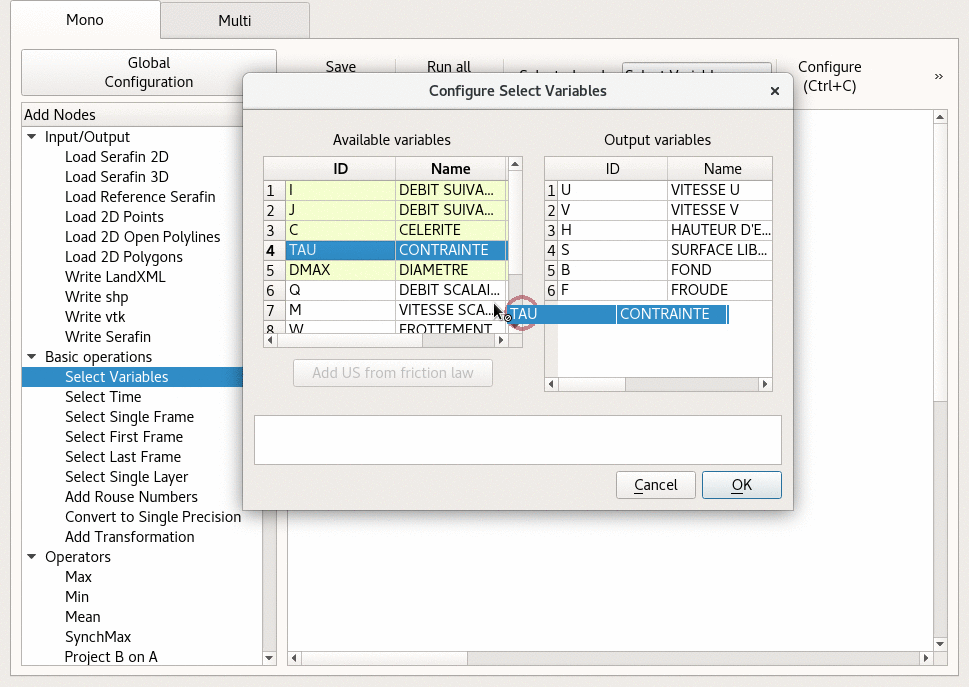 Mono
Multi
Global
Configuration
Save
Run all
Configure
(Ctrl+C)
»
Add Nodes
Input/Output
Load Serafin 2D
Load Serafin 3D
Load Reference Serafin
Load 2D Points
Load 2D Open Polylines
Load 2D Polygons
Write LandXML
Write shp
Write vtk
Write Serafin
Basic operations
Select Variables
Select Time
Select Single Frame
Select First Frame
Select Last Frame
Select Single Layer
Add Rouse Numbers
Convert to Single Precision
Add Transformation
Operators
Max
Min
Mean
SynchMax
Project B on A
Configure Select Variables
Available variables
ID Name
1 I DEBIT SUIVA...
2 J DEBIT SUIVA...
3 C CELERITE
4 TAU CONTRAINTE
5 DMAX DIAMETRE
6 Q DEBIT SCALAI...
7 M VITESSE SCA...
8 W FROTTEMENT
Add US from friction law
Output variables
ID Name
1 U VITESSE U
2 V VITESSE V
3 H HAUTEUR D'E...
4 S SURFACE LIB...
5 B FOND
6 F FROUDE
TAU CONTRAINTE
Cancel
OK